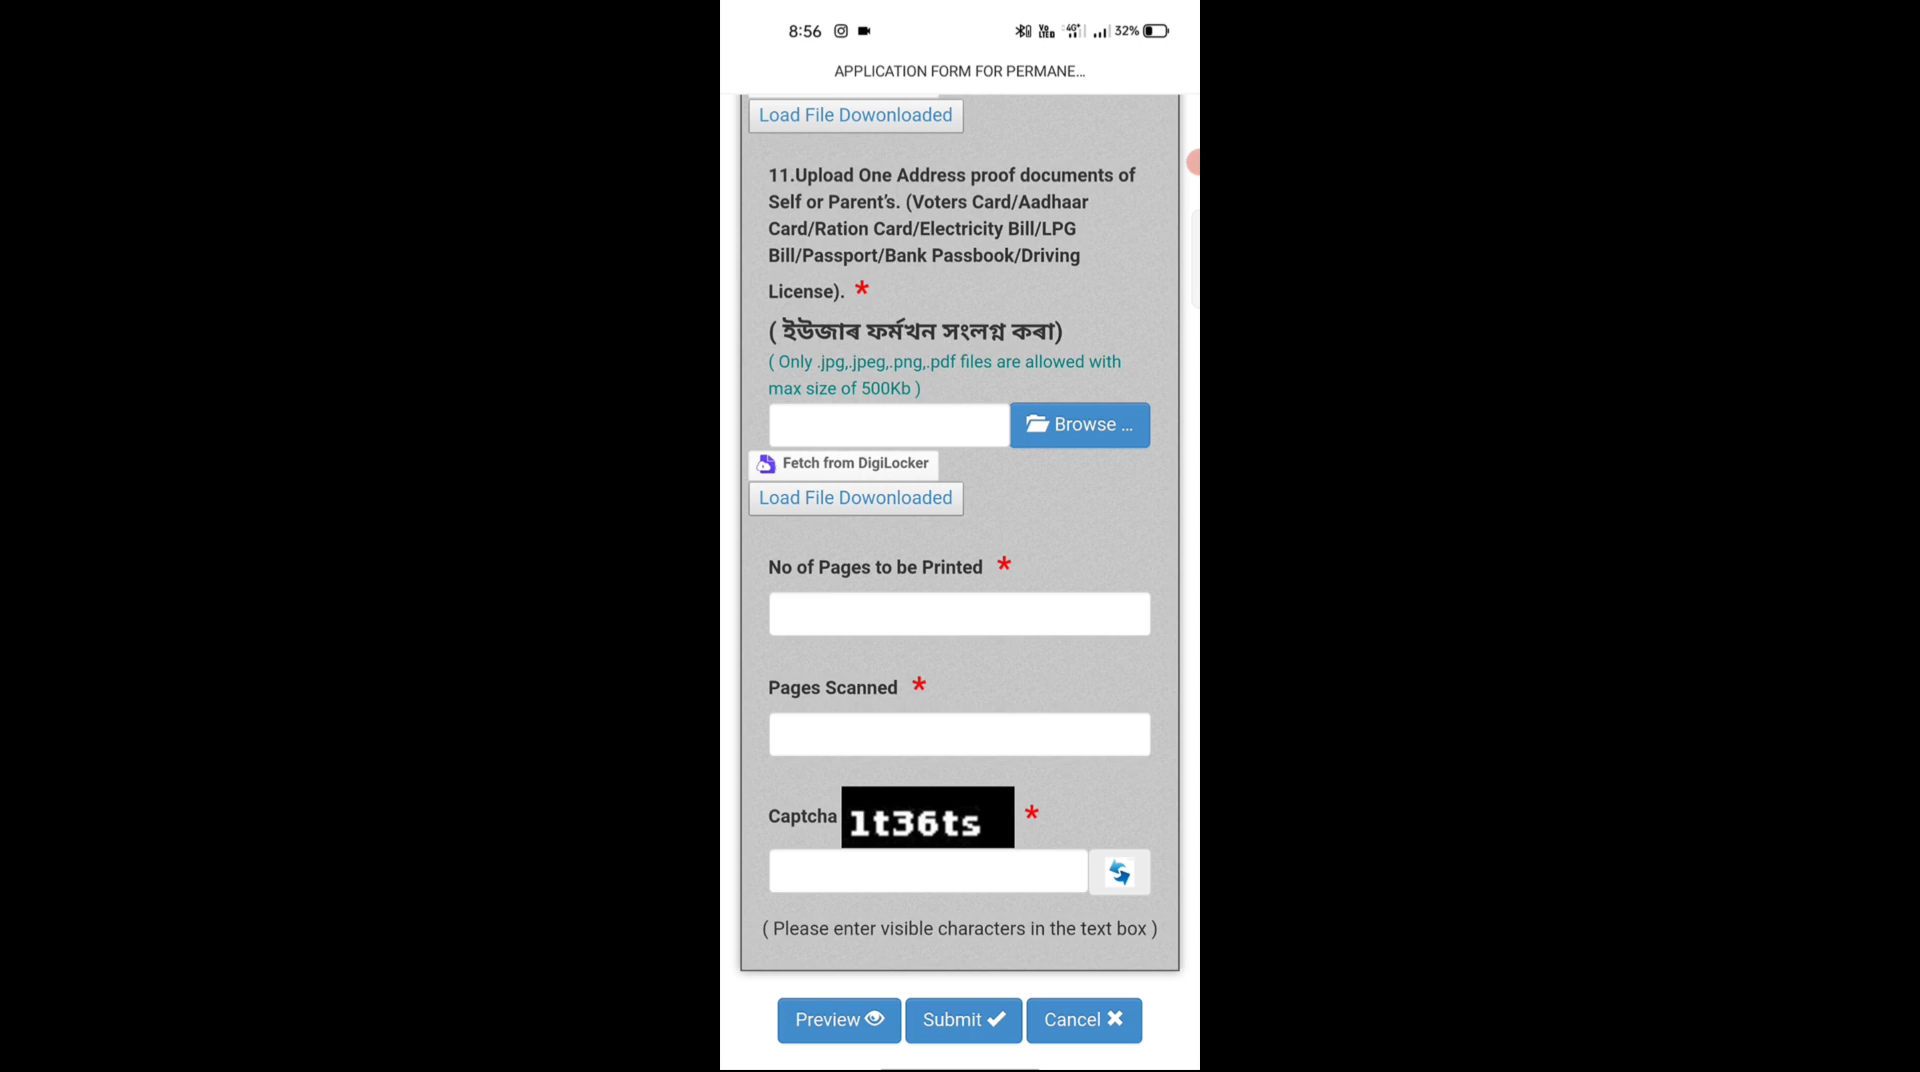 8:56
Vo LTED 4G+ 32%
APPLICATION FORM FOR PERMANE...
Load File Dowonloaded
11.Upload One Address proof documents of
Self or Parent's. (Voters Card/Aadhaar
Card/Ration Card/Electricity Bill/LPG
Bill/Passport/Bank Passbook/Driving
License). *
( ইউজাৰ ফৰ্মখন সংলগ্ন কৰা)
( Only .jpg,.jpeg,.png,.pdf files are allowed with
max size of 500Kb )
Browse ...
Fetch from DigiLocker
Load File Dowonloaded
No of Pages to be Printed *
Pages Scanned *
Captcha 1t36ts *
( Please enter visible characters in the text box )
Preview Submit Cancel